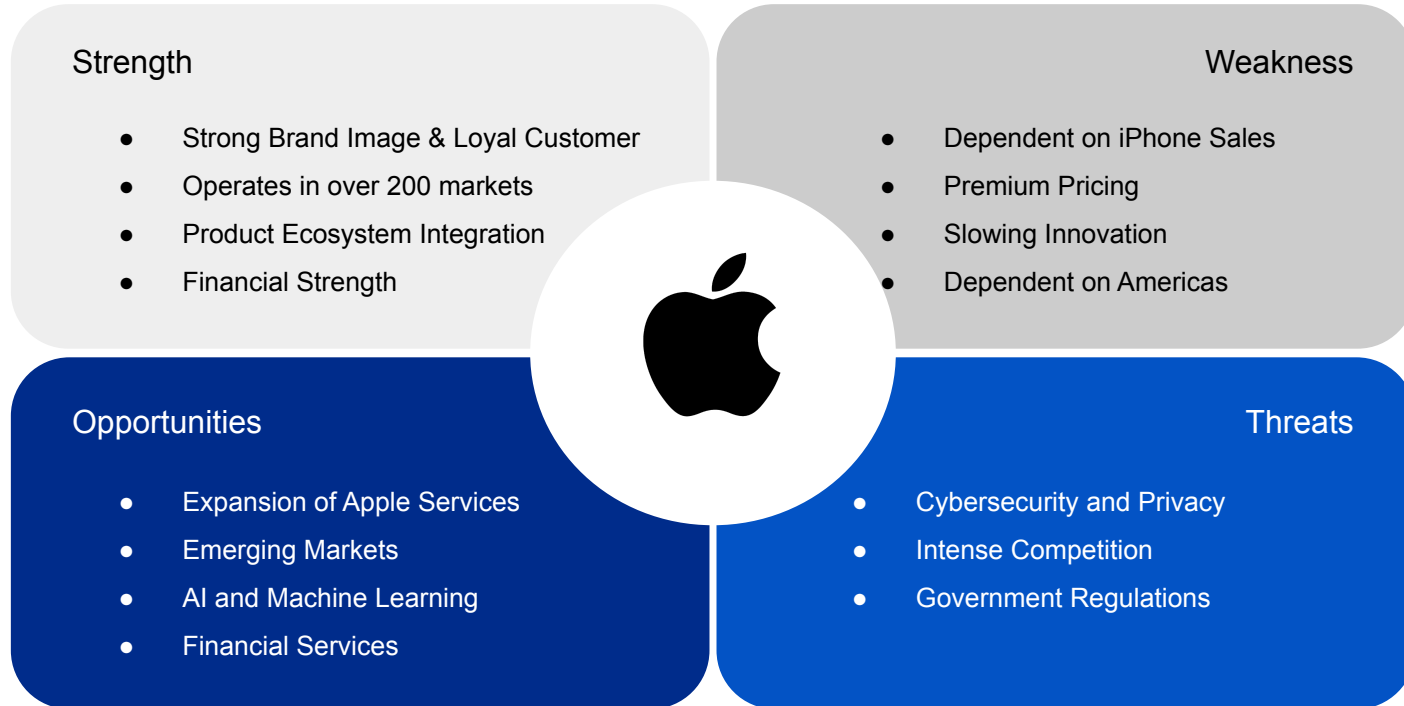 Strength
● Strong Brand Image & Loyal Customer
● Operates in over 200 markets
● Product Ecosystem Integration
● Financial Strength
Weakness
● Dependent on iPhone Sales
● Premium Pricing
● Slowing Innovation
● Dependent on Americas
Opportunities
● Expansion of Apple Services
● Emerging Markets
● AI and Machine Learning
● Financial Services
Threats
● Cybersecurity and Privacy
● Intense Competition
● Government Regulations